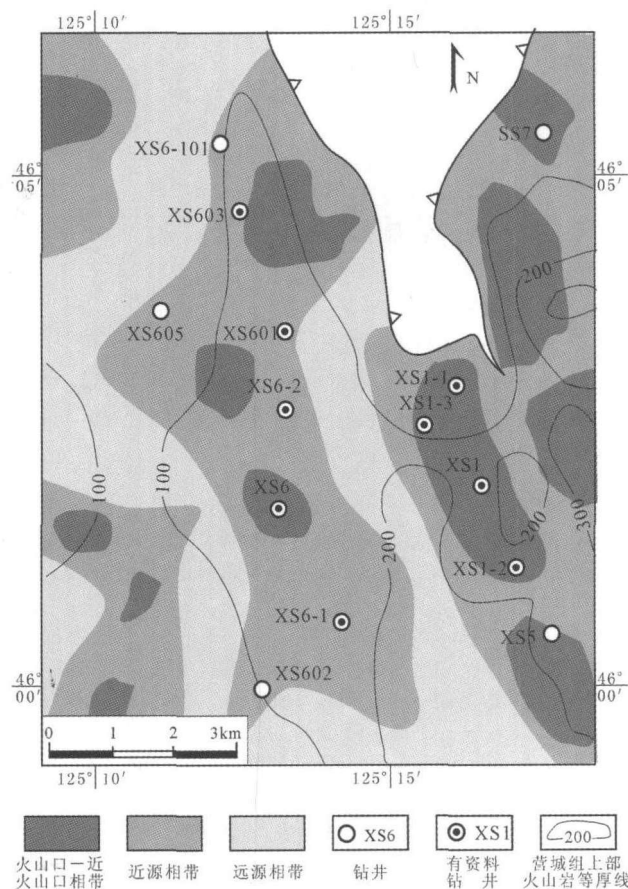 125° 10′ 125° 15′
N
SS7
XS6-101
46° 05′ 46° 05′
XS603
200
XS605
XS601
XS1-1
XS6-2
XS1-3
100 100 XS1 200 300
XS6
200
XS1-2
XS6-1
XS5
XS602
46° 00′ 46° 00′
0 1 2 3km
125° 10′ 125° 15′
XS6 XS1 200
火山口－近
火山口相带
近源相带
远源相带
钻井
有资料
钻 井
营城组上部
火山岩等厚线